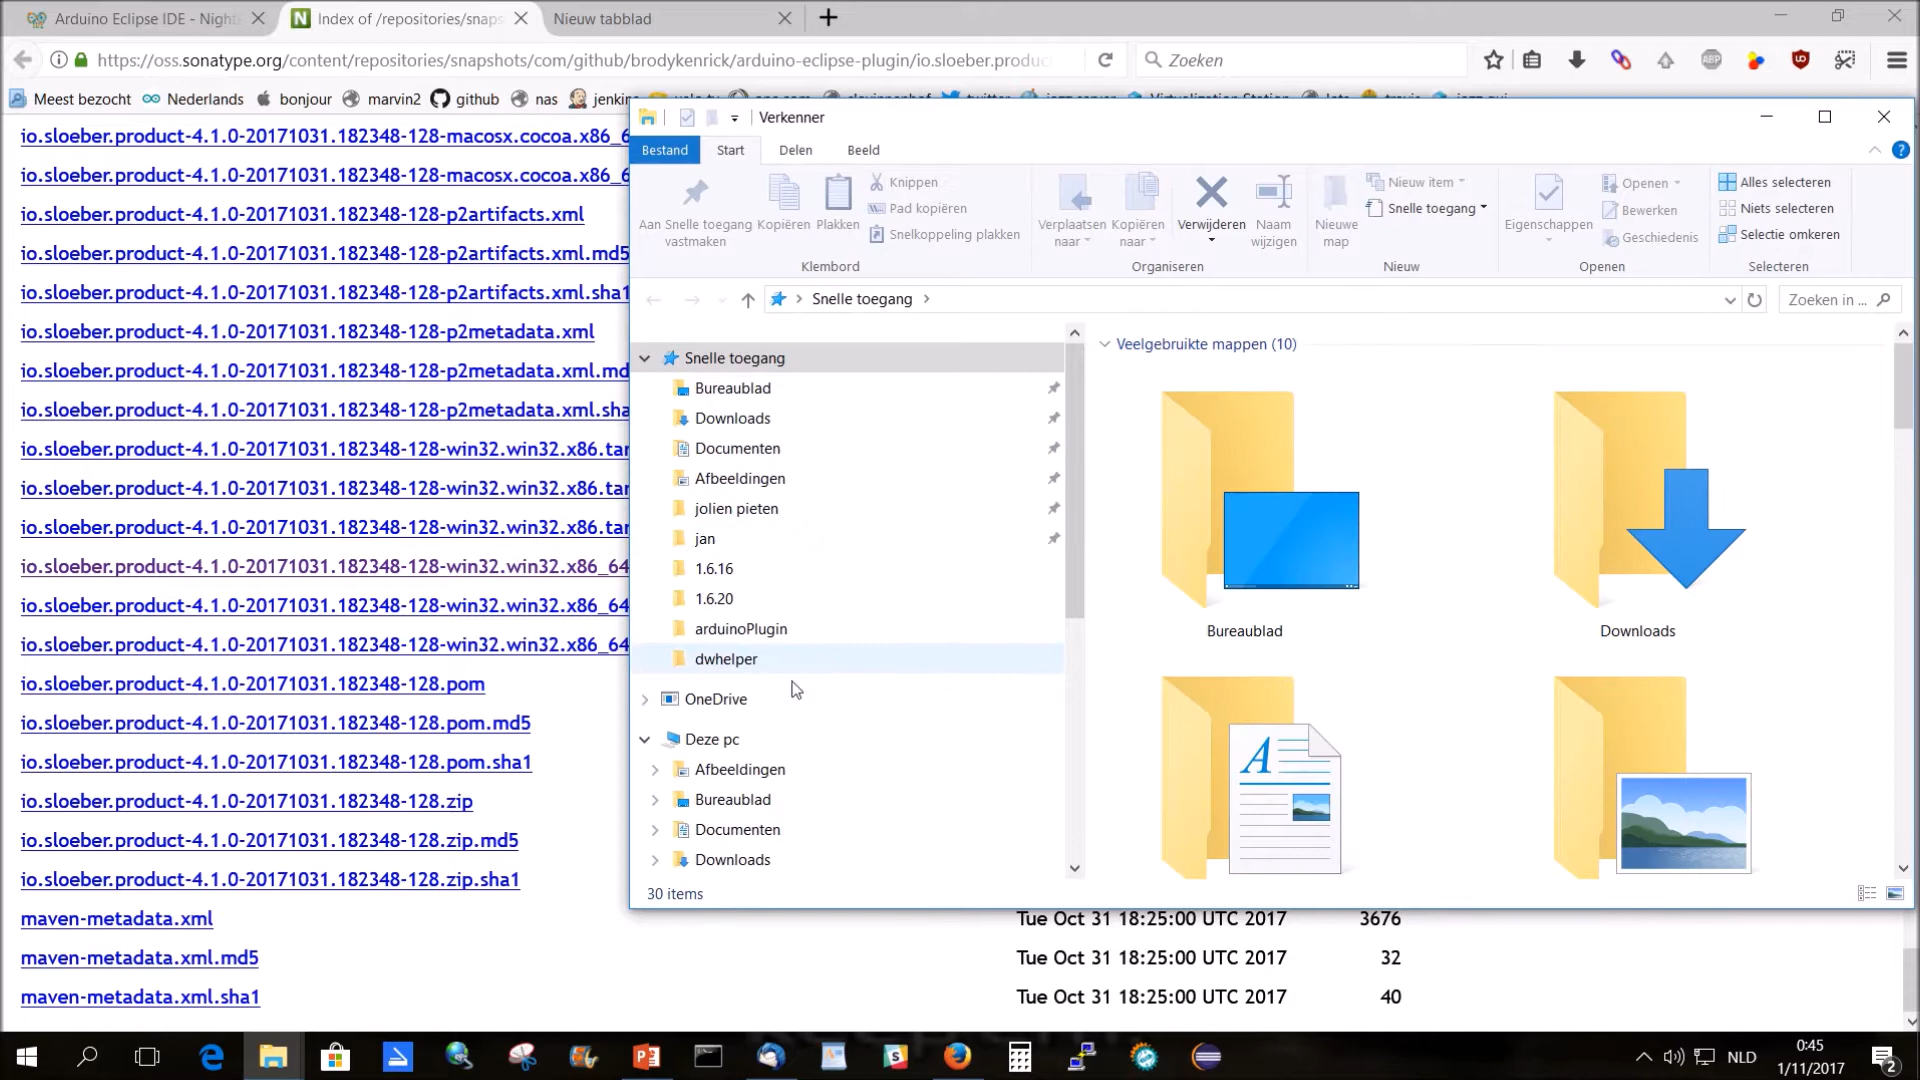 Arduino Eclipse IDE - Night
Index of /repositories/snaps
Nieuw tabblad
https://oss.sonatype.org/content/repositories/snapshots/com/github/brodykenrick/arduino-eclipse-plugin/io.sloeber.produc
Zoeken
Meest bezocht
Nederlands
bonjour
marvin2
github
nas
jenkin
io.sloeber.product-4.1.0-20171031.182348-128-macosx.cocoa.x86_6
io.sloeber.product-4.1.0-20171031.182348-128-macosx.cocoa.x86_6
io.sloeber.product-4.1.0-20171031.182348-128-p2artifacts.xml
io.sloeber.product-4.1.0-20171031.182348-128-p2artifacts.xml.md5
io.sloeber.product-4.1.0-20171031.182348-128-p2artifacts.xml.sha1
io.sloeber.product-4.1.0-20171031.182348-128-p2metadata.xml
io.sloeber.product-4.1.0-20171031.182348-128-p2metadata.xml.md
io.sloeber.product-4.1.0-20171031.182348-128-p2metadata.xml.sha
io.sloeber.product-4.1.0-20171031.182348-128-win32.win32.x86.tar
io.sloeber.product-4.1.0-20171031.182348-128-win32.win32.x86.tar
io.sloeber.product-4.1.0-20171031.182348-128-win32.win32.x86.tar
io.sloeber.product-4.1.0-20171031.182348-128-win32.win32.x86_64
io.sloeber.product-4.1.0-20171031.182348-128-win32.win32.x86_64
io.sloeber.product-4.1.0-20171031.182348-128-win32.win32.x86_64
io.sloeber.product-4.1.0-20171031.182348-128.pom
io.sloeber.product-4.1.0-20171031.182348-128.pom.md5
io.sloeber.product-4.1.0-20171031.182348-128.pom.sha1
io.sloeber.product-4.1.0-20171031.182348-128.zip
io.sloeber.product-4.1.0-20171031.182348-128.zip.md5
io.sloeber.product-4.1.0-20171031.182348-128.zip.sha1
maven-metadata.xml
Tue Oct 31 18:25:00 UTC 2017
3676
maven-metadata.xml.md5
Tue Oct 31 18:25:00 UTC 2017
32
maven-metadata.xml.sha1
Tue Oct 31 18:25:00 UTC 2017
40
Verkenner
Bestand
Start
Delen
Beeld
Aan Snelle toegang
vastmaken
Kopiëren
Plakken
Knippen
Pad kopiëren
Snelkoppeling plakken
Klembord
Verplaatsen
naar
Kopiëren
naar
Verwijderen
Naam
wijzigen
Organiseren
Nieuwe
map
Nieuw item
Snelle toegang
Nieuw
Eigenschappen
Openen
Bewerken
Geschiedenis
Openen
Alles selecteren
Niets selecteren
Selectie omkeren
Selecteren
Snelle toegang
Zoeken in ...
Snelle toegang
Bureaublad
Downloads
Documenten
Afbeeldingen
jolien pieten
jan
1.6.16
1.6.20
arduinoPlugin
dwhelper
OneDrive
Deze pc
Afbeeldingen
Bureaublad
Documenten
Downloads
Veelgebruikte mappen (10)
Bureaublad
Downloads
30 items
NLD
0:45
1/11/2017
2